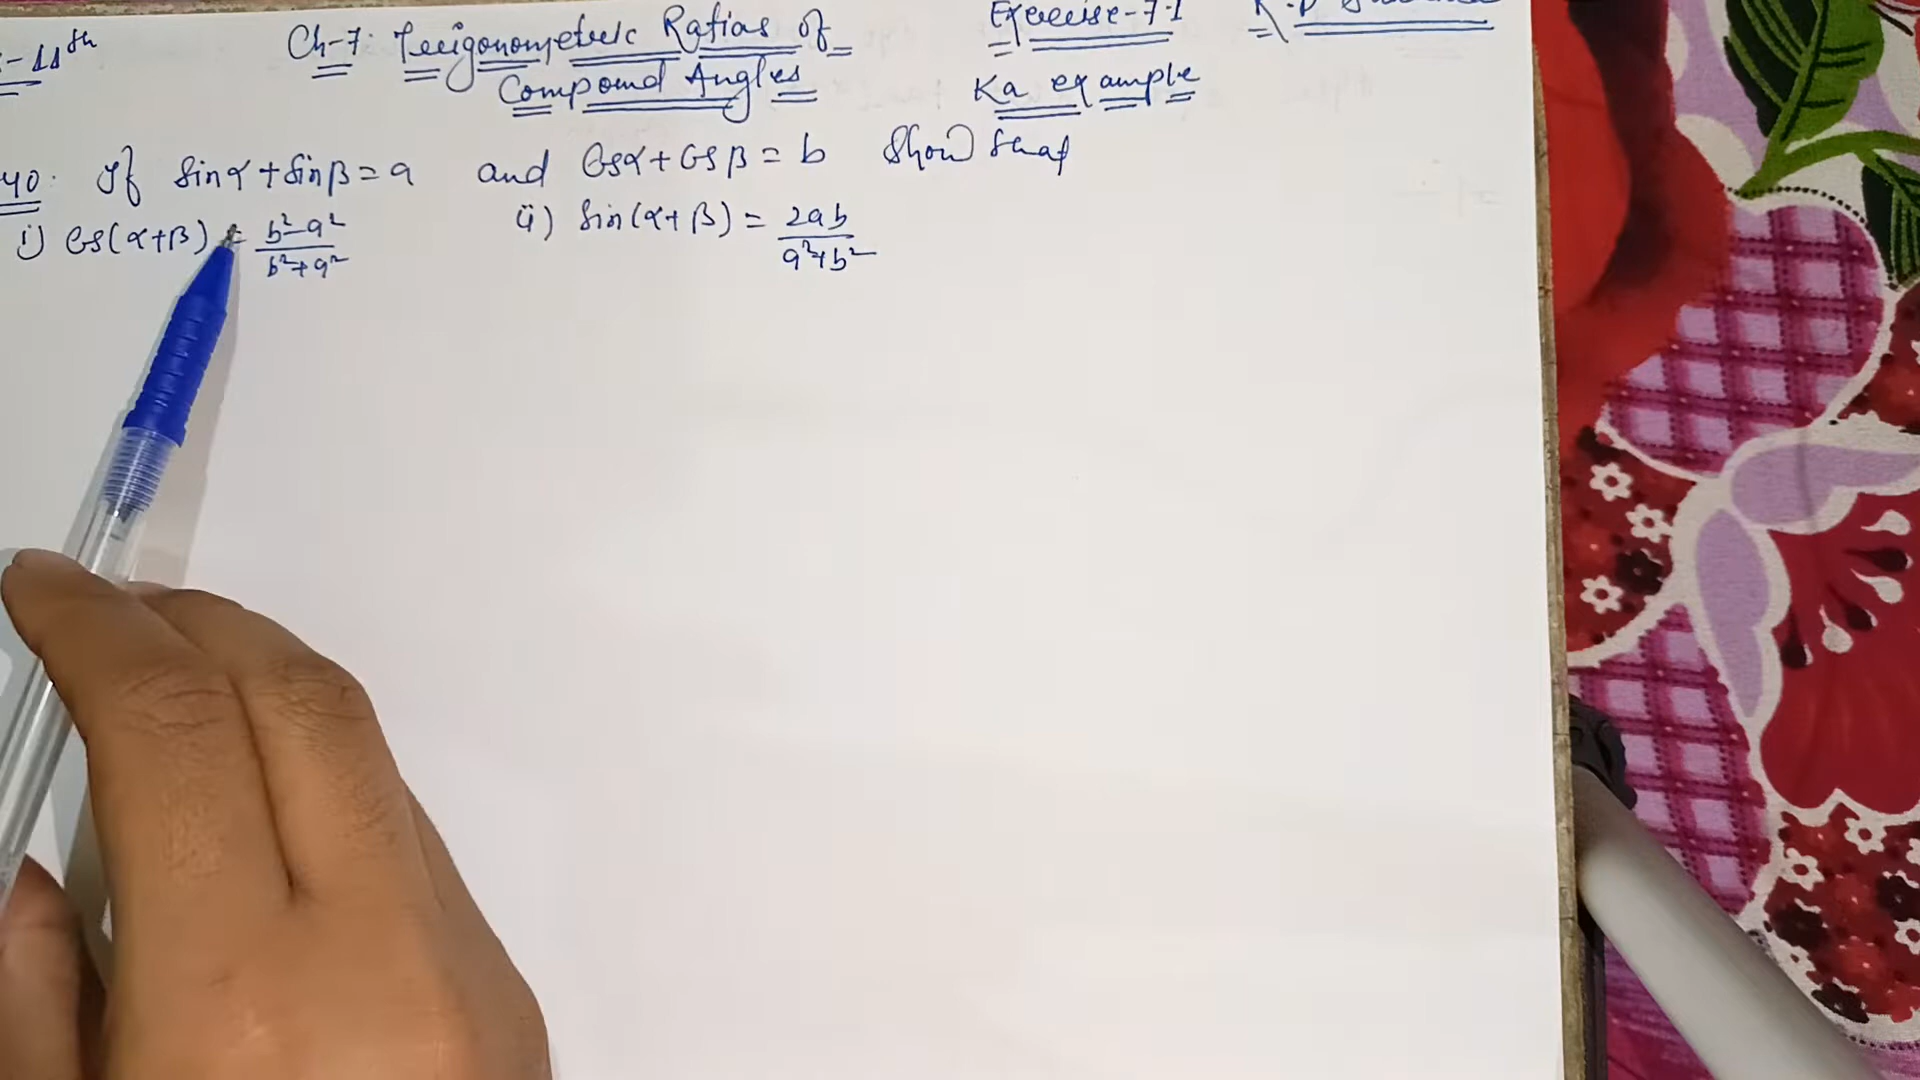 -11th Ch-7: Trigonometric Ratios of Exercise-7.1
Compound Angles Ka example
40. If Sinα + Sinβ = a and Cosα + Cosβ = b Show that
i) Cos(α+β) = b²-a² / b²+a² ii) Sin(α+β) = 2ab / a²+b²